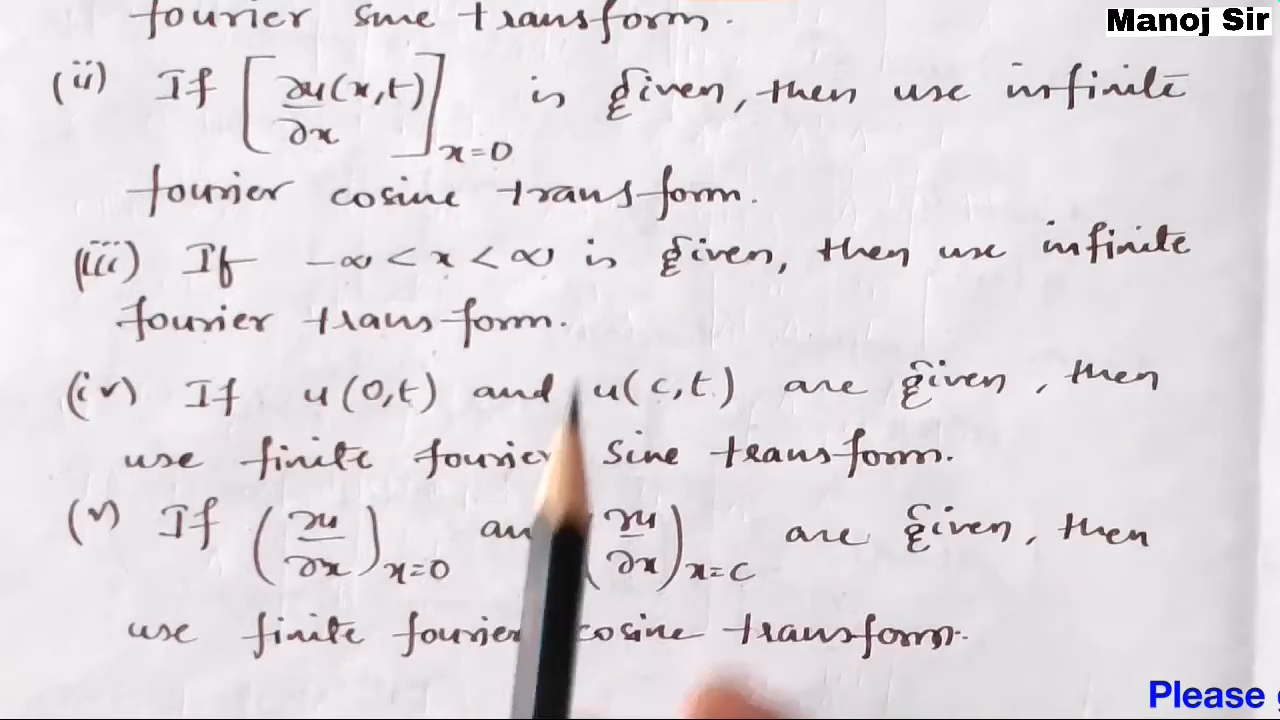 Manoj Sir
fourier sine transform.
(ii) If [∂u(x,t)/∂x]x=0 is given, then use infinite
fourier cosine transform.
(iii) If -∞ < x < ∞ is given, then use infinite
fourier transform.
(iv) If u(0,t) and u(c,t) are given, then
use finite fourier sine transform.
(v) If (∂u/∂x)x=0 an (∂u/∂x)x=c are given, then
use finite fourier cosine transform.
Please